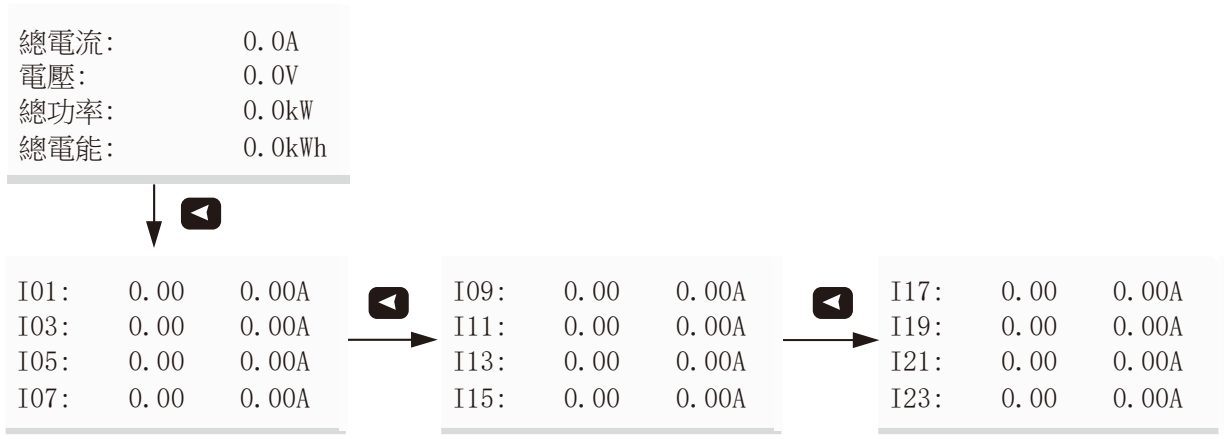 總電流: 0.0A
電壓: 0.0V
總功率: 0.0kW
總電能: 0.0kWh
I01: 0.00 0.00A
I03: 0.00 0.00A
I05: 0.00 0.00A
I07: 0.00 0.00A
I09: 0.00 0.00A
I11: 0.00 0.00A
I13: 0.00 0.00A
I15: 0.00 0.00A
I17: 0.00 0.00A
I19: 0.00 0.00A
I21: 0.00 0.00A
I23: 0.00 0.00A